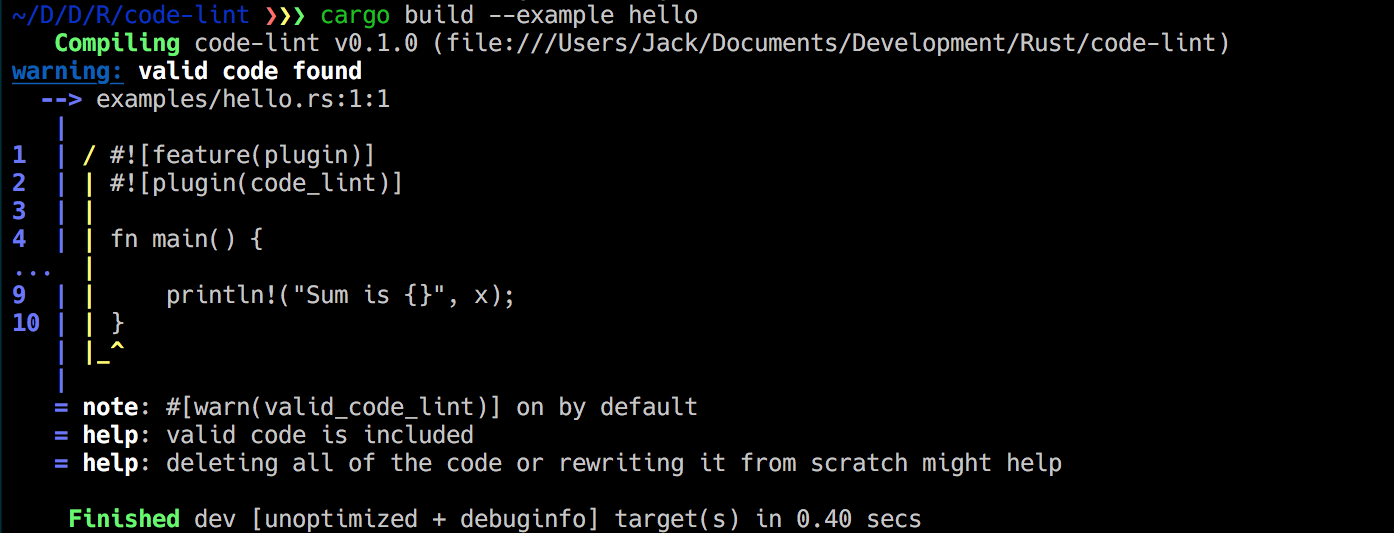 ~/D/D/R/code-lint ❯❯❯ cargo build --example hello
   Compiling code-lint v0.1.0 (file:///Users/Jack/Documents/Development/Rust/code-lint)
warning: valid code found
  --> examples/hello.rs:1:1
   |
1  | / #![feature(plugin)]
2  | | #![plugin(code_lint)]
3  | |
4  | | fn main() {
...  |
9  | |     println!("Sum is {}", x);
10 | | }
   | |_^
   |
   = note: #[warn(valid_code_lint)] on by default
   = help: valid code is included
   = help: deleting all of the code or rewriting it from scratch might help
    Finished dev [unoptimized + debuginfo] target(s) in 0.40 secs